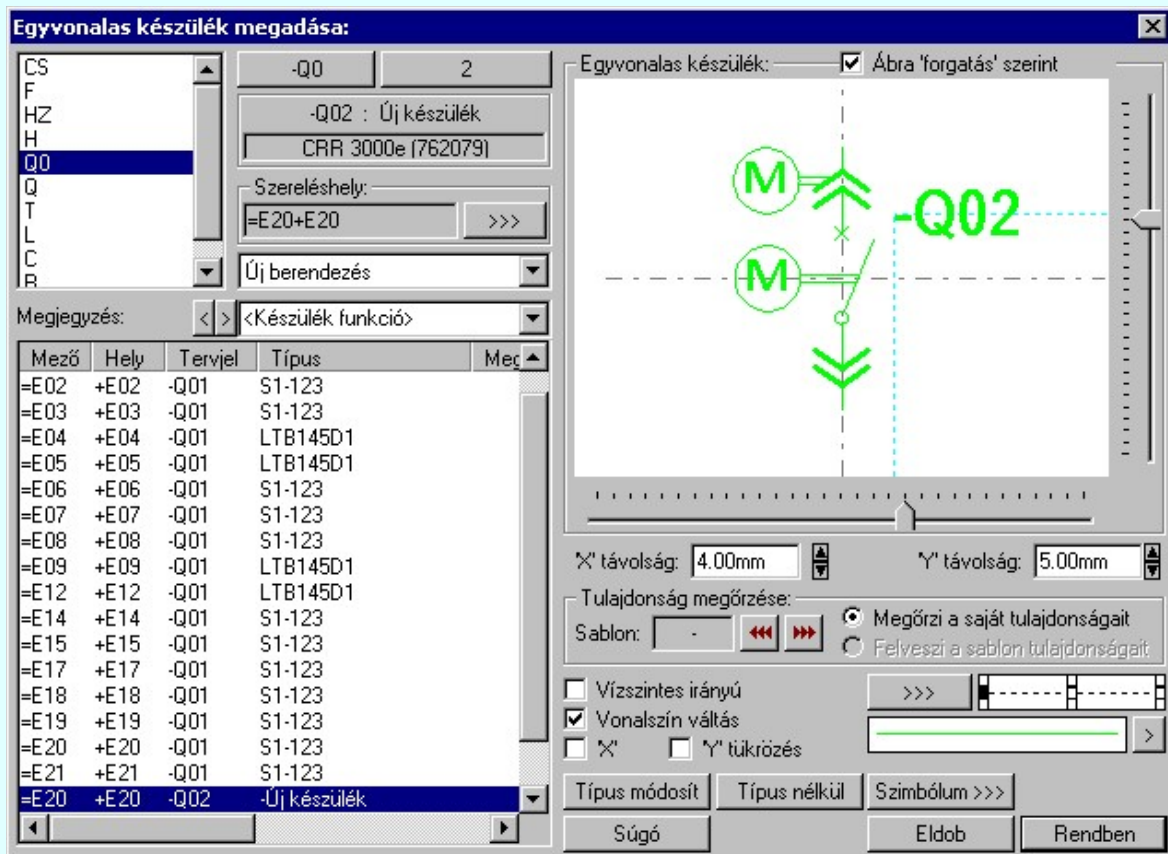 Egyvonalas készülék megadása:
CS
F
HZ
H
Q0
Q
T
L
C
-Q0
2
-Q02 : Új készülék
CRR 3000e (762079)
Szereléshely:
=E20+E20
>>>
Új berendezés
Megjegyzés:
< >
<Készülék funkció>
Mező Hely Tervjel Típus Meg
=E02 +E02 -Q01 S1-123
=E03 +E03 -Q01 S1-123
=E04 +E04 -Q01 LTB145D1
=E05 +E05 -Q01 LTB145D1
=E06 +E06 -Q01 S1-123
=E07 +E07 -Q01 S1-123
=E08 +E08 -Q01 S1-123
=E09 +E09 -Q01 LTB145D1
=E12 +E12 -Q01 LTB145D1
=E14 +E14 -Q01 S1-123
=E15 +E15 -Q01 S1-123
=E17 +E17 -Q01 S1-123
=E18 +E18 -Q01 S1-123
=E19 +E19 -Q01 S1-123
=E20 +E20 -Q01 S1-123
=E21 +E21 -Q01 S1-123
=E20 +E20 -Q02 -Új készülék
Egyvonalas készülék:
Ábra 'forgatás' szerint
M
-Q02
M
'X' távolság: 4.00mm
'Y' távolság: 5.00mm
Tulajdonság megőrzése:
Sablon: -
Megőrzi a saját tulajdonságait
Felveszi a sablon tulajdonságait
Vízszintes irányú
>>>
Vonalszín váltás
>
'X' 'Y' tükrözés
Típus módosít
Típus nélkül
Szimbólum >>>
Súgó
Eldob
Rendben